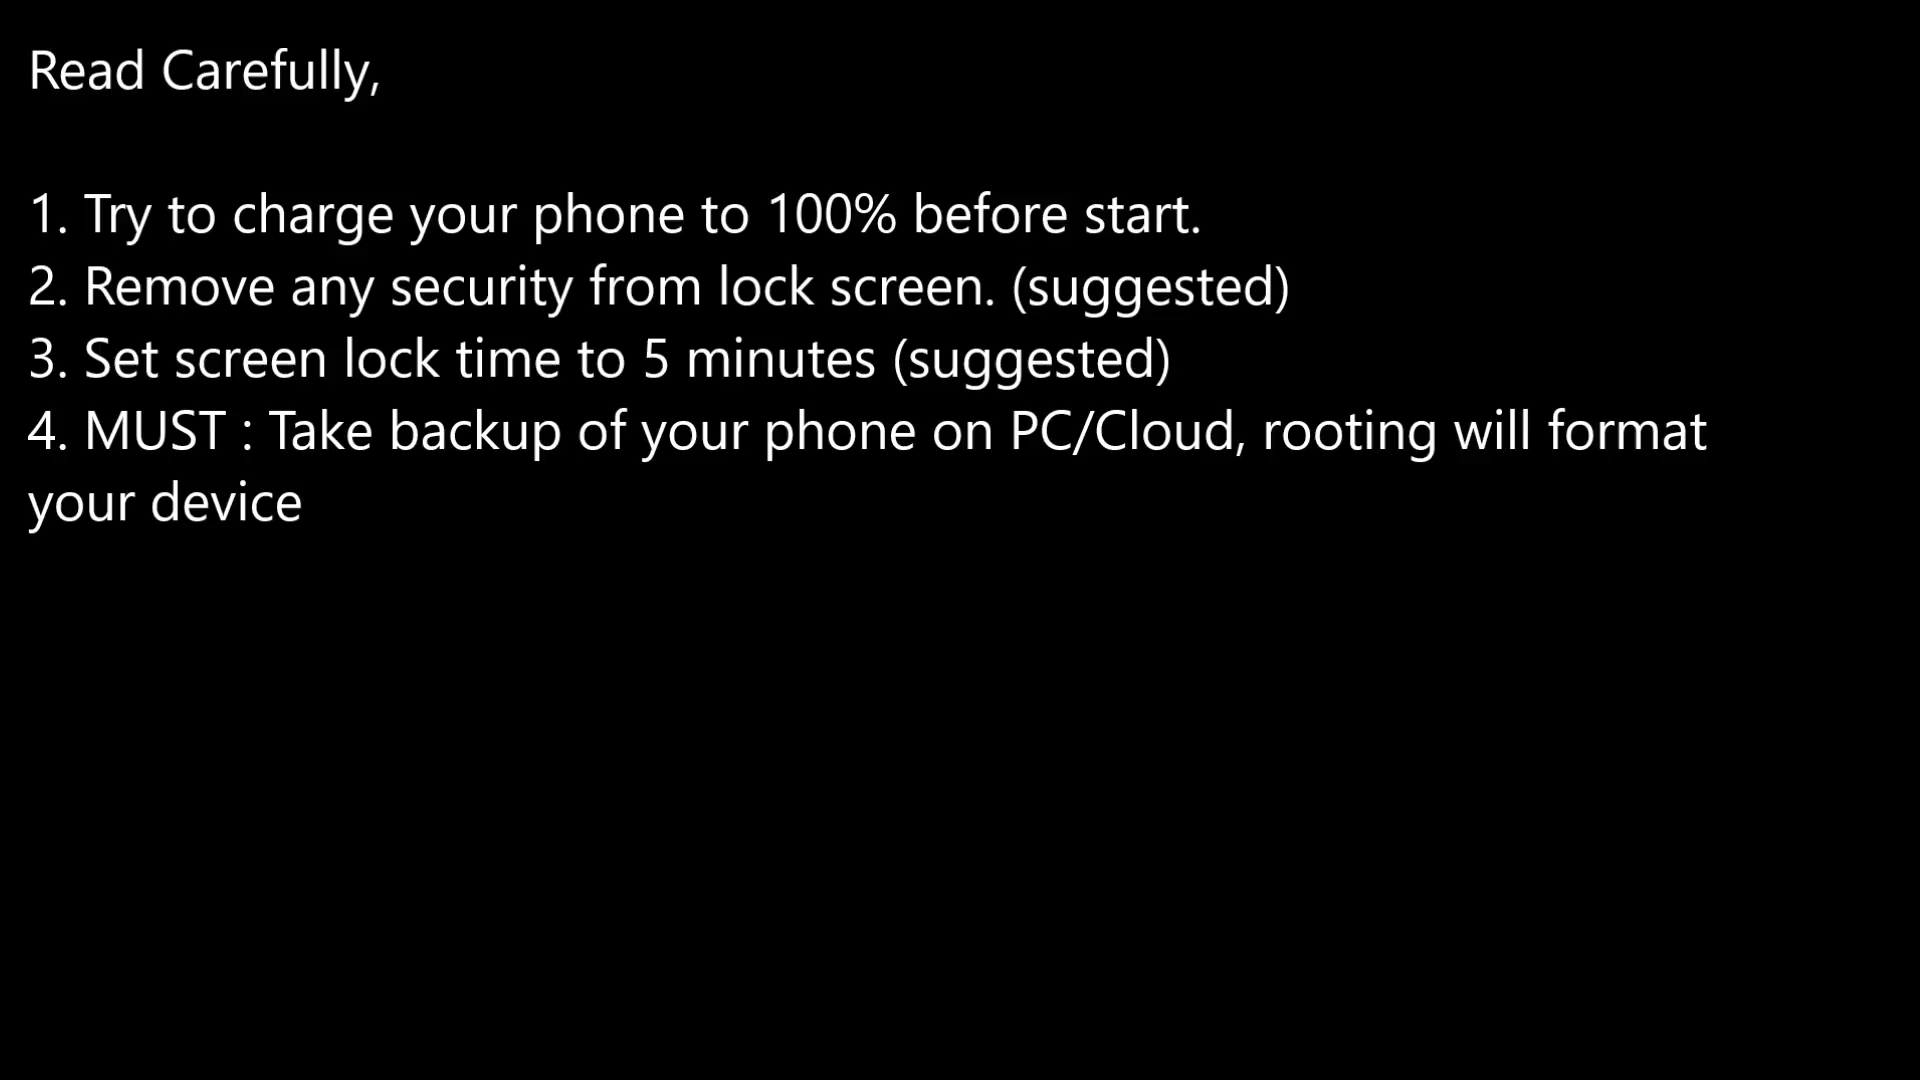 Read Carefully,
1. Try to charge your phone to 100% before start.
2. Remove any security from lock screen. (suggested)
3. Set screen lock time to 5 minutes (suggested)
4. MUST : Take backup of your phone on PC/Cloud, rooting will format
your device